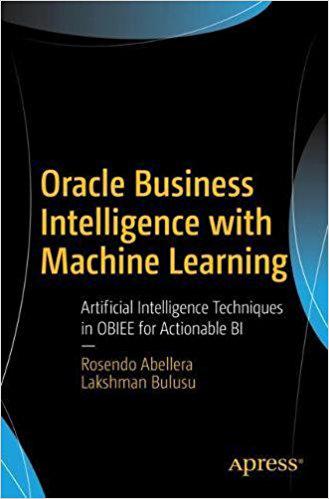 Oracle Business
Intelligence with
Machine Learning
Artificial Intelligence Techniques
in OBIEE for Actionable BI
Rosendo Abellera
Lakshman Bulusu
Apress®